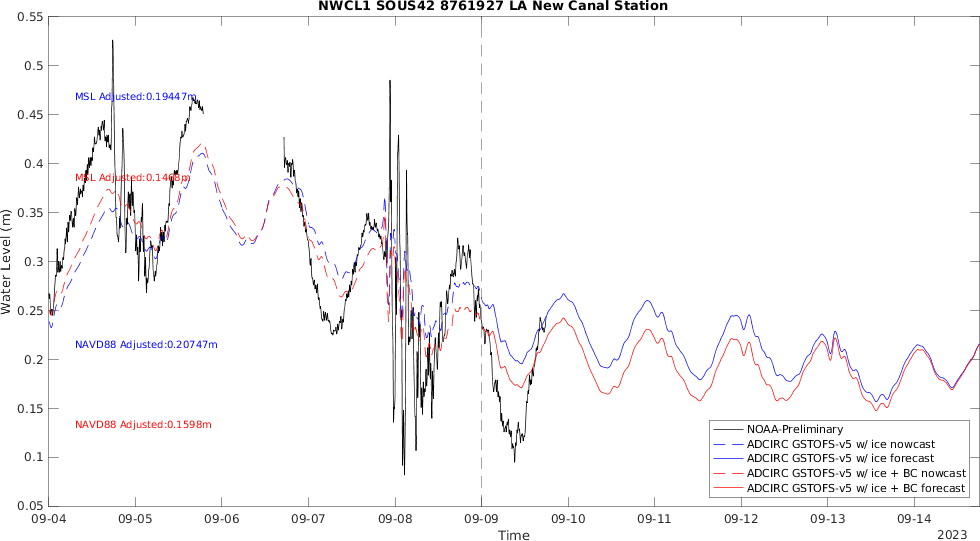 NWCL1 SOUS42 8761927 LA New Canal Station
0.55
0.5
0.45
0.4
0.35
0.3
0.25
0.2
0.15
0.1
0.05
Water Level (m)
MSL Adjusted:0.19447m
MSL Adjusted:0.1468m
NAVD88 Adjusted:0.20747m
NAVD88 Adjusted:0.1598m
NOAA-Preliminary
ADCIRC GSTOFS-v5 w/ ice nowcast
ADCIRC GSTOFS-v5 w/ ice forecast
ADCIRC GSTOFS-v5 w/ ice + BC nowcast
ADCIRC GSTOFS-v5 w/ ice + BC forecast
09-04 09-05 09-06 09-07 09-08 09-09 09-10 09-11 09-12 09-13 09-14
Time
2023